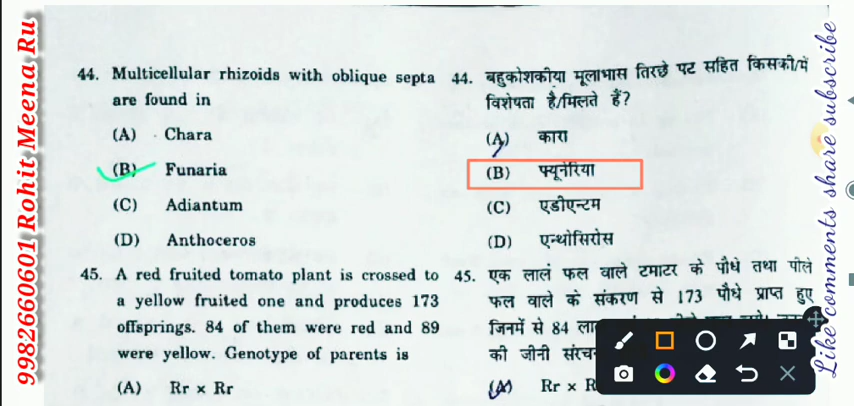 9982660601 Rohit Meena Ru
44. Multicellular rhizoids with oblique septa
are found in
(A) Chara
(B) Funaria
(C) Adiantum
(D) Anthoceros
45. A red fruited tomato plant is crossed to
a yellow fruited one and produces 173
offsprings. 84 of them were red and 89
were yellow. Genotype of parents is
(A) Rr × Rr
44. बहुकोशकीया मूलाभास तिरछे पट सहित किसकी/में
विशेषता है/मिलते हैं?
(A) कारा
(B) फ्यूनेरिया
(C) एडीएन्टम
(D) एन्थोसिरोस
45. एक लाल फल वाले टमाटर के पौधे तथा पीले
फल वाले के संकरण से 173 पौधे प्राप्त हुए
जिनमें से 84
की जीनी
(A) Rr × R
Like comments share subscribe